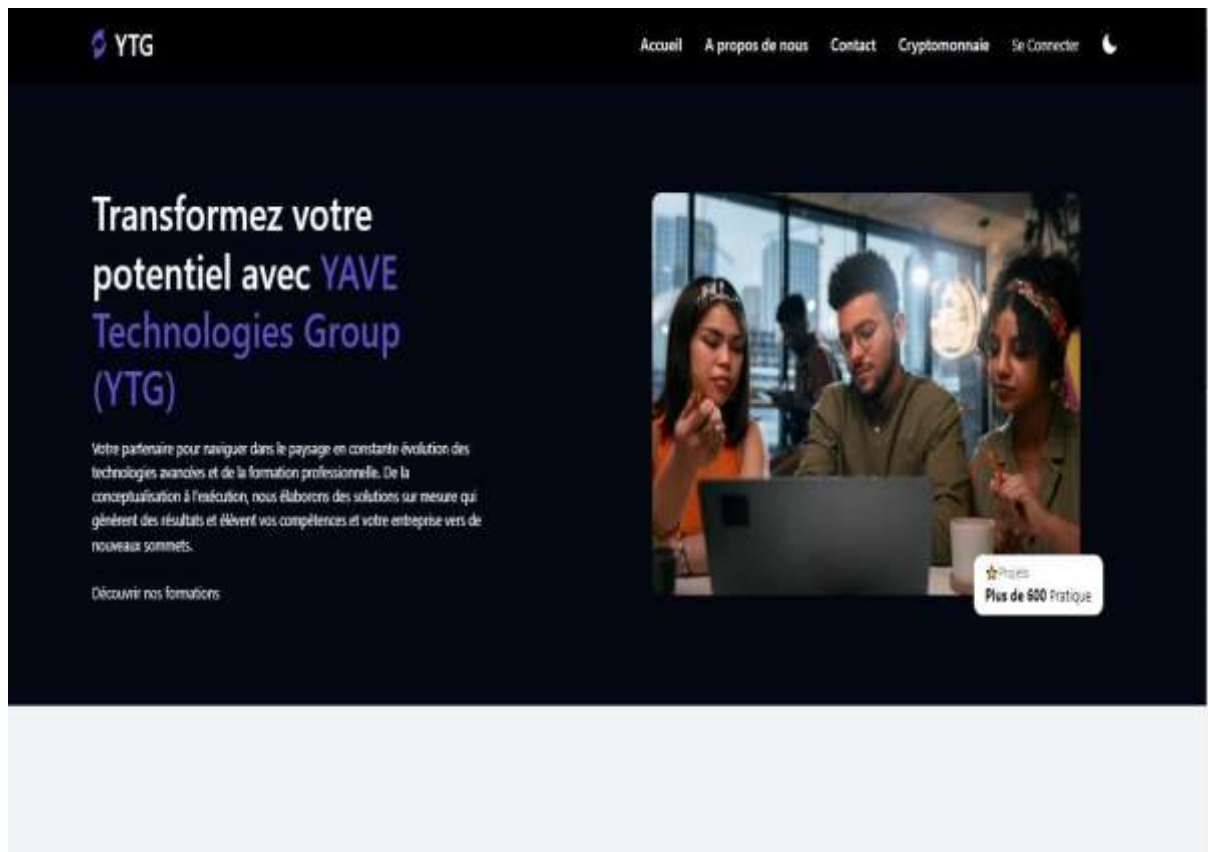 YTG
Accueil A propos de nous Contact Cryptomonnaie Se Connecter
Transformez votre
potentiel avec YAVE
Technologies Group
(YTG)
Votre partenaire pour naviguer dans le paysage en constante évolution des
technologies avancées et de la formation professionnelle. De la
conceptualisation à l'exécution, nous élaborons des solutions sur mesure qui
génèrent des résultats et élèvent vos compétences et votre entreprise vers de
nouveaux sommets.
Découvrir nos formations
Projets
Plus de 600 Pratique